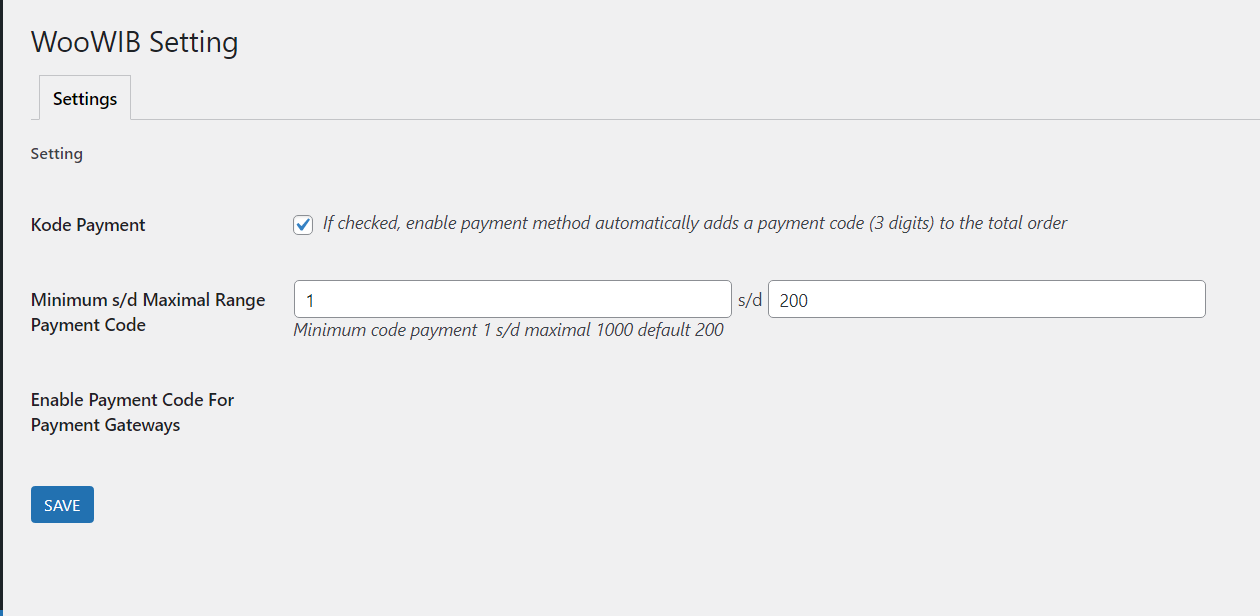 WooWIB Setting
Settings
Setting
Kode Payment
If checked, enable payment method automatically adds a payment code (3 digits) to the total order
Minimum s/d Maximal Range
Payment Code
1 s/d 200
Minimum code payment 1 s/d maximal 1000 default 200
Enable Payment Code For
Payment Gateways
SAVE